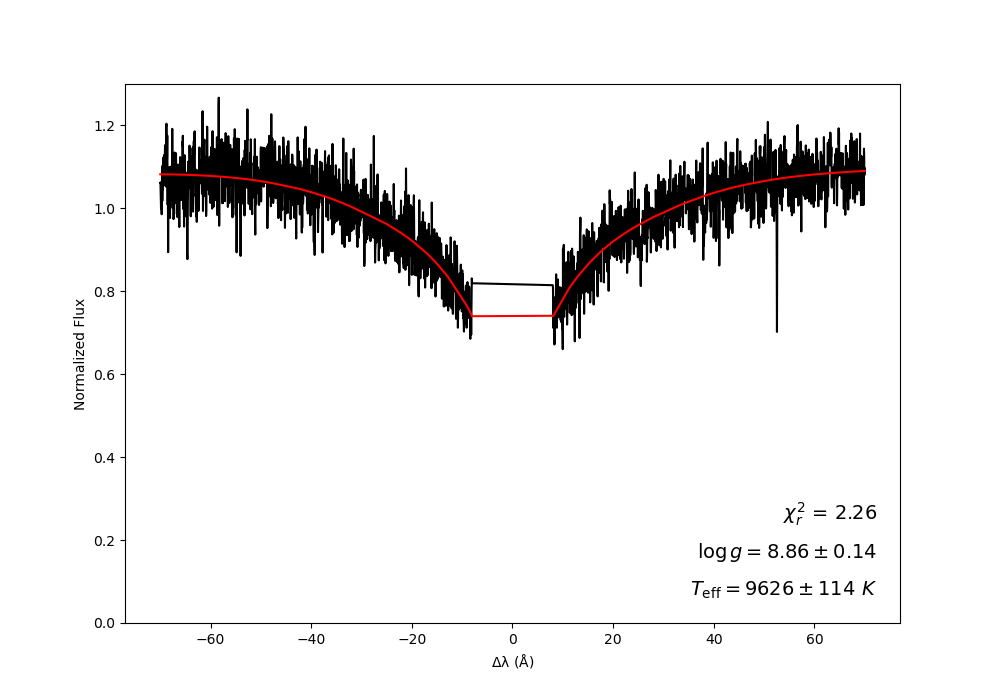 1.2
1.0
0.8
0.6
0.4
0.2
0.0
Normalized Flux
χ²ᵣ = 2.26
log g = 8.86 ± 0.14
T_eff = 9626 ± 114 K
−60 −40 −20 0 20 40 60
Δλ (Å)